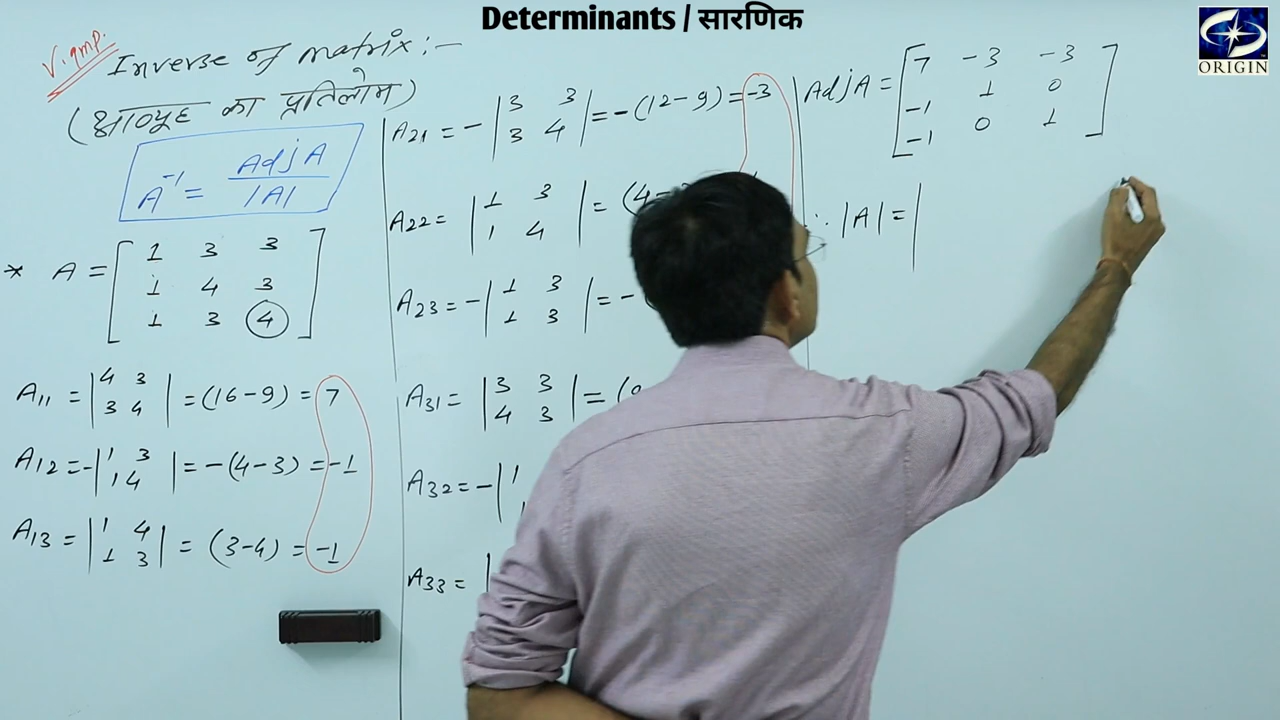 Determinants / सारणिक
ORIGIN
V. Imp.
Inverse of matrix :-
(आव्यूह का प्रतिलोम)
A⁻¹ = Adj A / |A|
* A = [ 1 3 3
1 4 3
1 3 4 ]
A11 = | 4 3
3 4 | = (16-9) = 7
A12 = - | 1 3
1 4 | = -(4-3) = -1
A13 = | 1 4
1 3 | = (3-4) = -1
A21 = - | 3 3
3 4 | = -(12-9) = -3
A22 = | 1 3
1 4 | = (4-
A23 = - | 1 3
1 3 | = -
A31 = | 3 3
4 3 | = (9
A32 = - | 1
A33 = |
Adj A = [ 7 -3 -3
-1 1 0
-1 0 1 ]
∴ |A| = |